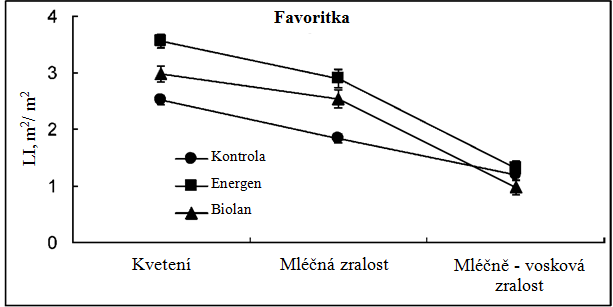 Favoritka
4
3
2
1
0
LI, m²/ m²
Kontrola
Energen
Biolan
Kvetení
Mléčná zralost
Mléčně - vosková
zralost